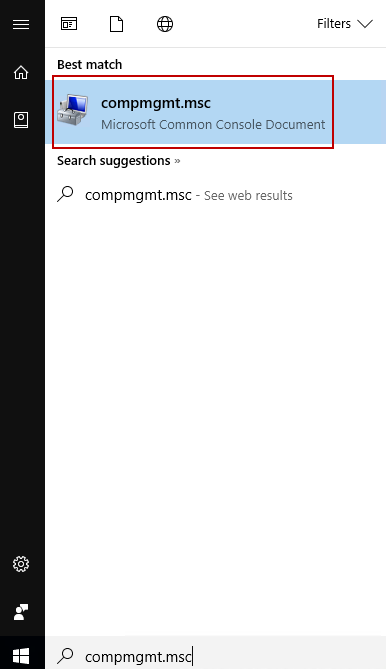 Filters
Best match
compmgmt.msc
Microsoft Common Console Document
Search suggestions »
compmgmt.msc - See web results
compmgmt.msc